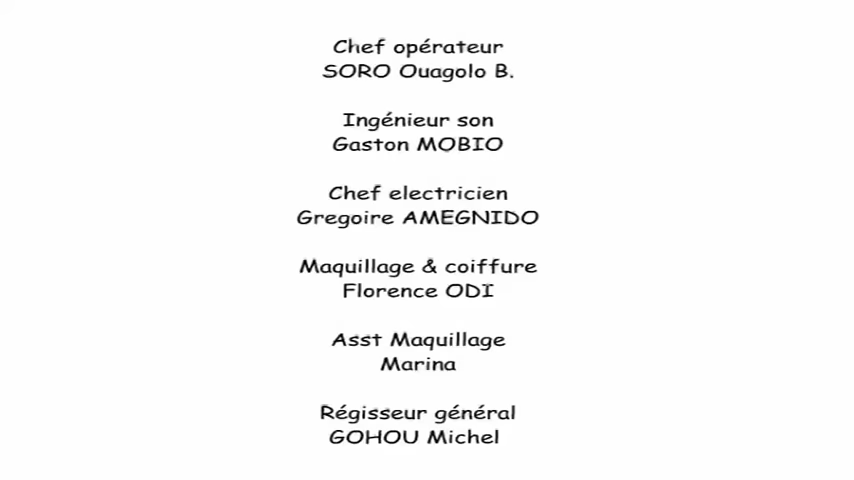 Chef opérateur
SORO Ouagolo B.
Ingénieur son
Gaston MOBIO
Chef electricien
Gregoire AMEGNIDO
Maquillage & coiffure
Florence ODI
Asst Maquillage
Marina
Régisseur général
GOHOU Michel